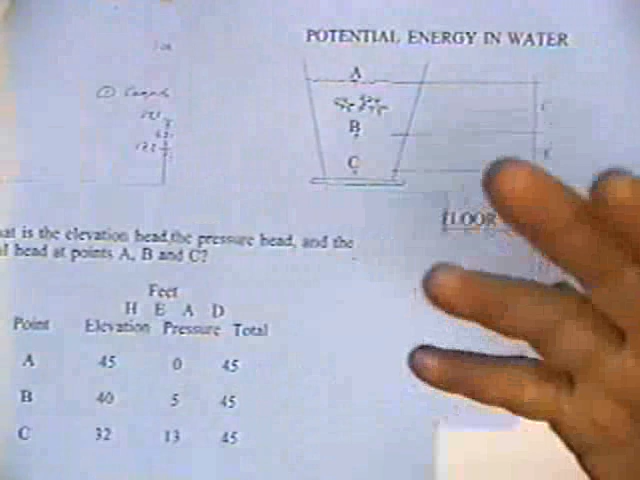 POTENTIAL ENERGY IN WATER
A
B
C
FLOOR
is the elevation head,the pressure head, and the
head at points A, B and C?
Feet
H E A D
Point Elevation Pressure Total
A 45 0 45
B 40 5 45
C 32 13 45